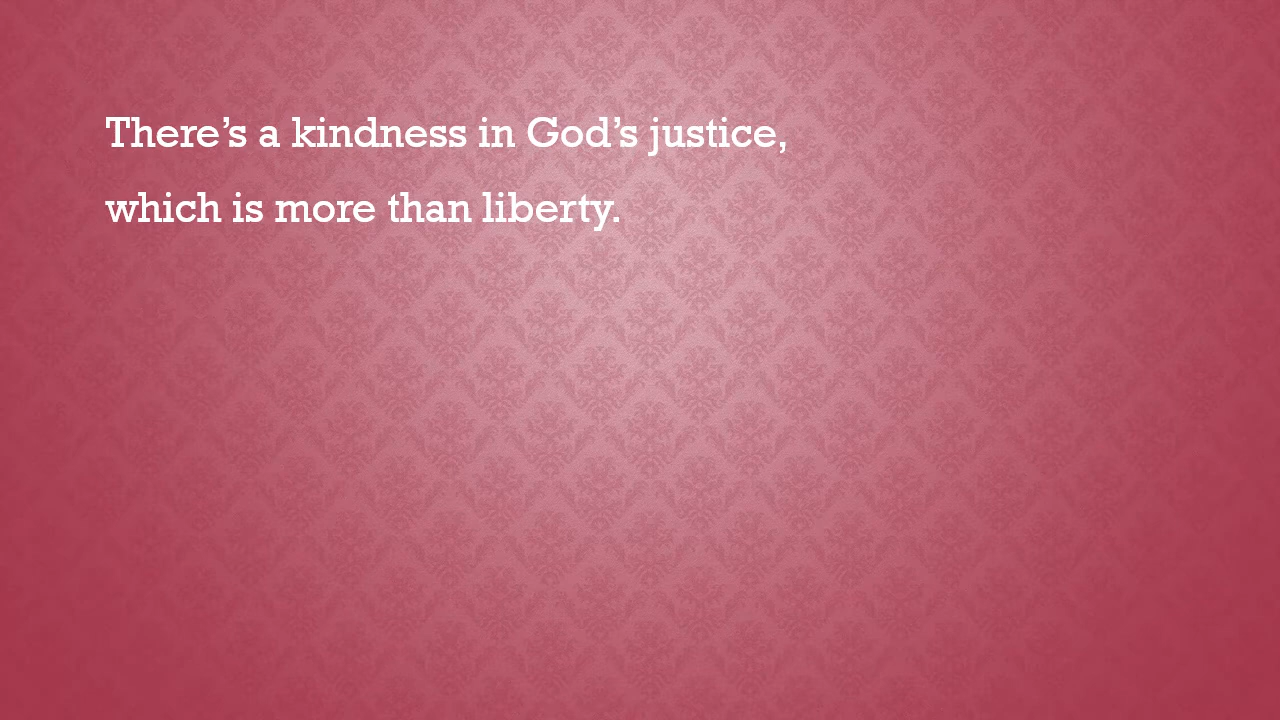 There’s a kindness in God’s justice,
which is more than liberty.